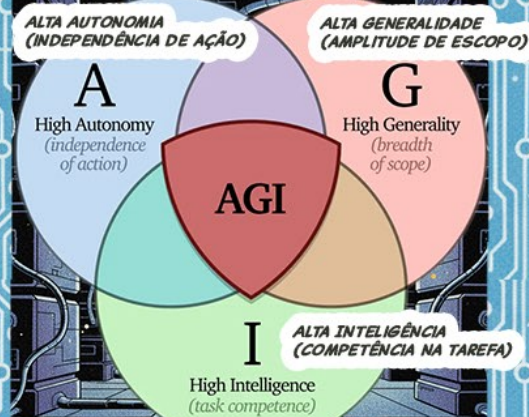 ALTA AUTONOMIA
(INDEPENDÊNCIA DE AÇÃO)
ALTA GENERALIDADE
(AMPLITUDE DE ESCOPO)
A
High Autonomy
(independence
of action)
G
High Generality
(breadth
of scope)
AGI
I
High Intelligence
(task competence)
ALTA INTELIGÊNCIA
(COMPETÊNCIA NA TAREFA)